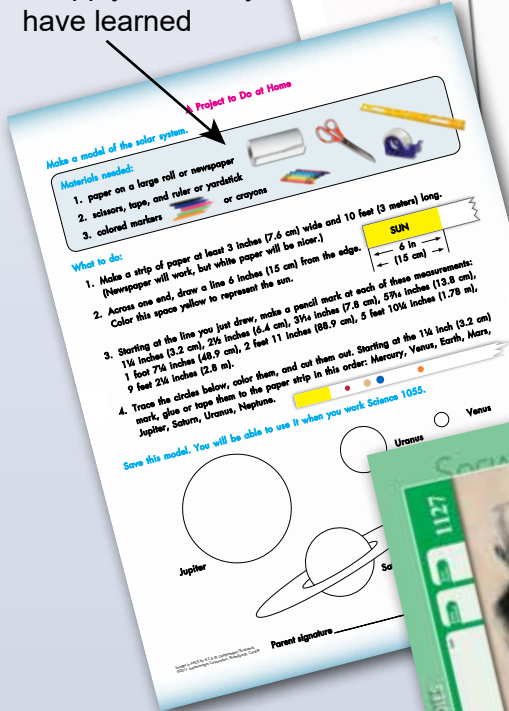 have learned
A Project to Do at Home
Make a model of the solar system.
Materials needed:
1. paper on a large roll or newspaper
2. scissors, tape, and ruler or yardstick
3. colored markers or crayons
What to do:
1. Make a strip of paper at least 3 inches (7.6 cm) wide and 10 feet (3 meters) long.
(Newspaper will work, but white paper will be nicer.)
2. Across one end, draw a line 6 inches (15 cm) from the edge.
Color this space yellow to represent the sun.
SUN
6 in
(15 cm)
3. Starting at the line you just drew, make a pencil mark at each of these measurements:
1¼ inches (3.2 cm), 2½ inches (6.4 cm), 3¹⁄₁₆ inches (7.8 cm), 5⁷⁄₁₆ inches (13.8 cm),
1 foot 7¼ inches (48.9 cm), 2 feet 11 inches (88.9 cm), 5 feet 10¼ inches (1.78 m),
9 feet 2¼ inches (2.8 m).
4. Trace the circles below, color them, and cut them out. Starting at the 1¼ inch (3.2 cm)
mark, glue or tape them to the paper strip in this order: Mercury, Venus, Earth, Mars,
Jupiter, Saturn, Uranus, Neptune.
Save this model. You will be able to use it when you work Science 1055.
Venus
Uranus
Jupiter
Sa
Parent signature
1127